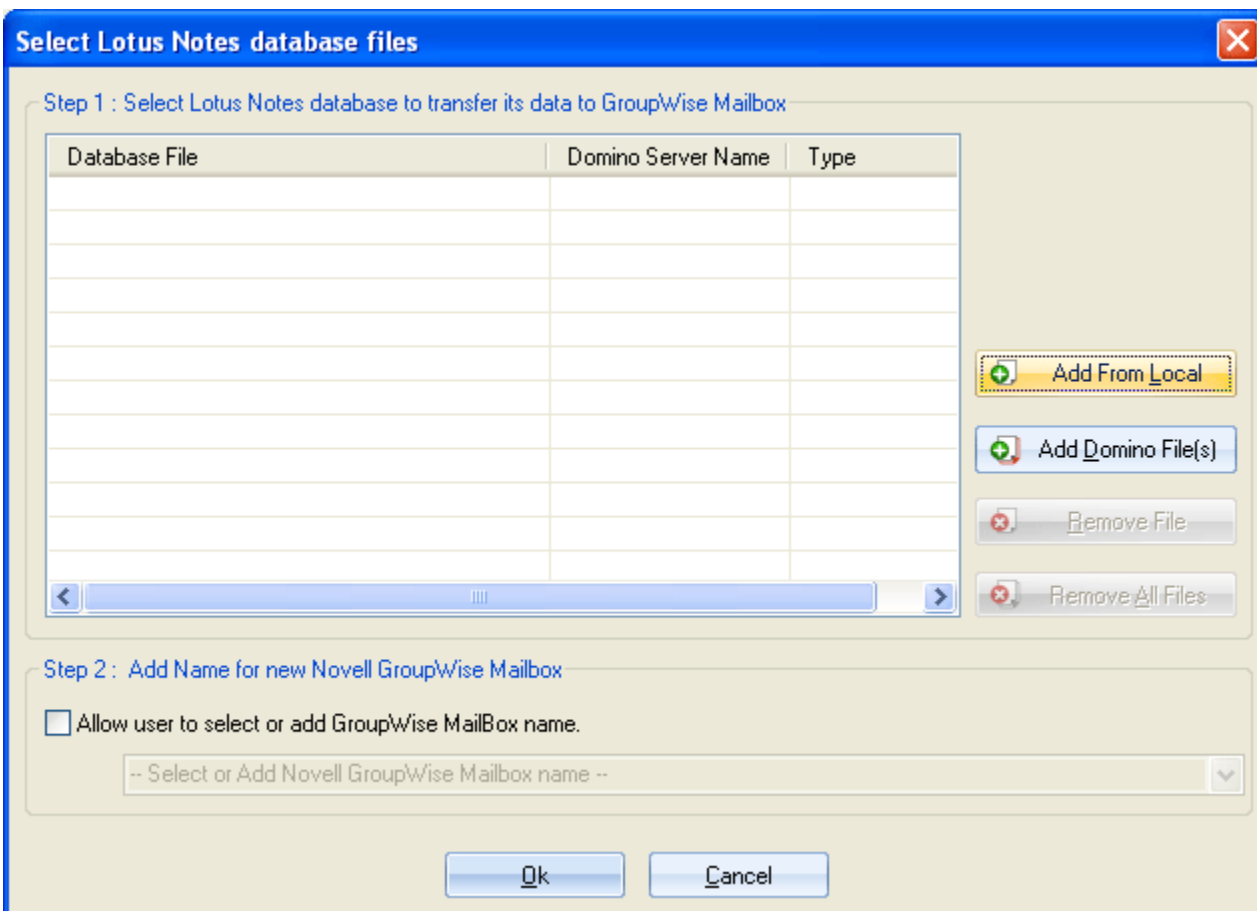 Select Lotus Notes database files
Step 1 : Select Lotus Notes database to transfer its data to GroupWise Mailbox
Database File Domino Server Name Type
Add From Local
Add Domino File(s)
Remove File
Remove All Files
Step 2 : Add Name for new Novell GroupWise Mailbox
Allow user to select or add GroupWise MailBox name.
-- Select or Add Novell GroupWise Mailbox name --
Ok Cancel